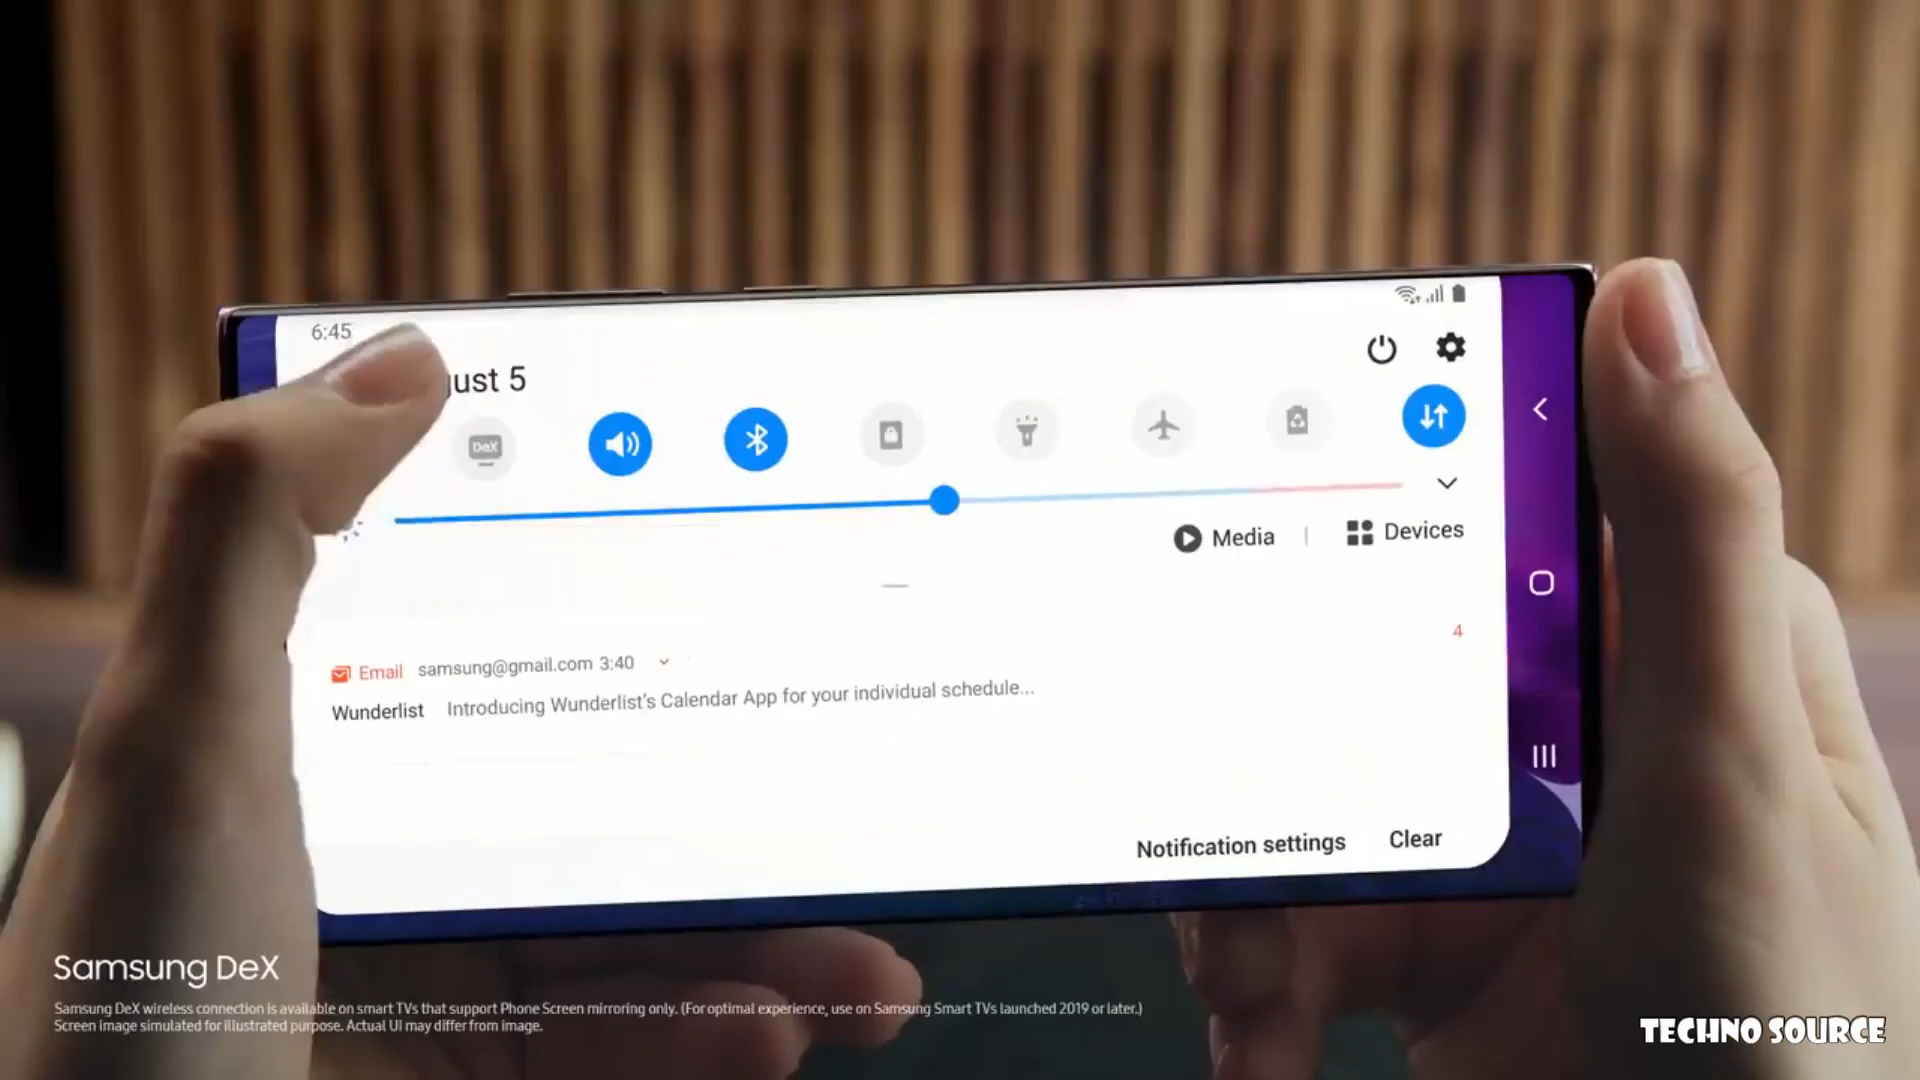 6:45
ust 5
DeX
Media | Devices
4
Email samsung@gmail.com 3:40
Wunderlist Introducing Wunderlist's Calendar App for your individual schedule...
Notification settings Clear
Samsung DeX
Samsung DeX wireless connection is available on smart TVs that support Phone Screen mirroring only. (For optimal experience, use on Samsung Smart TVs launched 2019 or later.)
Screen image simulated for illustrated purpose. Actual UI may differ from image.
TECHNO SOURCE